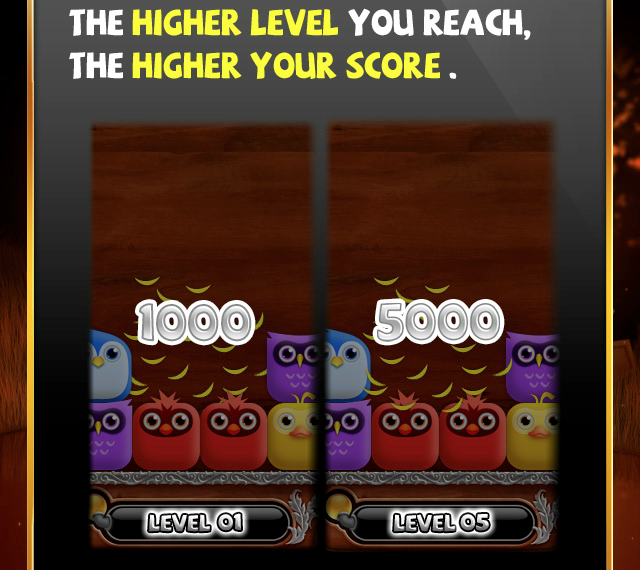 THE HIGHER LEVEL YOU REACH,
THE HIGHER YOUR SCORE .
1000
5000
LEVEL 01
LEVEL 05